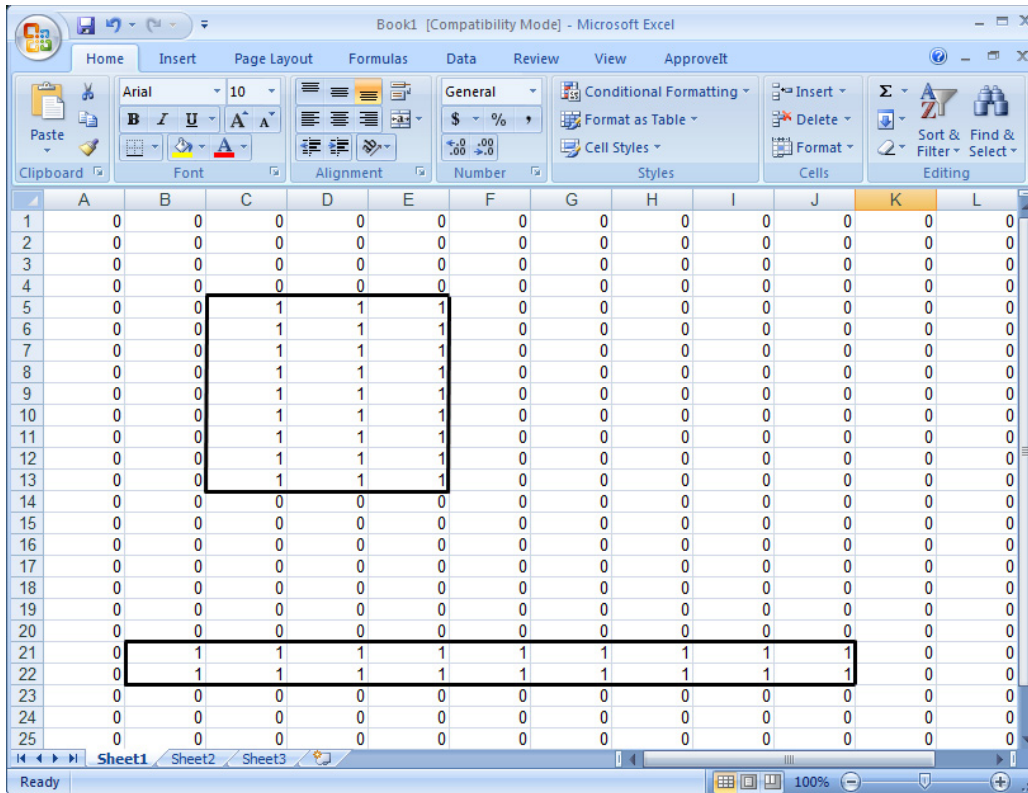 Book1 [Compatibility Mode] - Microsoft Excel
Home Insert Page Layout Formulas Data Review View ApproveIt
Arial 10 General Conditional Formatting Insert Σ
Paste B I U A A $ % , Format as Table Delete Sort & Filter Find & Select
A .00 .0 Cell Styles Format
Clipboard Font Alignment Number Styles Cells Editing
A B C D E F G H I J K L
1 0 0 0 0 0 0 0 0 0 0 0 0
2 0 0 0 0 0 0 0 0 0 0 0 0
3 0 0 0 0 0 0 0 0 0 0 0 0
4 0 0 0 0 0 0 0 0 0 0 0 0
5 0 0 1 1 1 0 0 0 0 0 0 0
6 0 0 1 1 1 0 0 0 0 0 0 0
7 0 0 1 1 1 0 0 0 0 0 0 0
8 0 0 1 1 1 0 0 0 0 0 0 0
9 0 0 1 1 1 0 0 0 0 0 0 0
10 0 0 1 1 1 0 0 0 0 0 0 0
11 0 0 1 1 1 0 0 0 0 0 0 0
12 0 0 1 1 1 0 0 0 0 0 0 0
13 0 0 1 1 1 0 0 0 0 0 0 0
14 0 0 0 0 0 0 0 0 0 0 0 0
15 0 0 0 0 0 0 0 0 0 0 0 0
16 0 0 0 0 0 0 0 0 0 0 0 0
17 0 0 0 0 0 0 0 0 0 0 0 0
18 0 0 0 0 0 0 0 0 0 0 0 0
19 0 0 0 0 0 0 0 0 0 0 0 0
20 0 0 0 0 0 0 0 0 0 0 0 0
21 0 1 1 1 1 1 1 1 1 1 0 0
22 0 1 1 1 1 1 1 1 1 1 0 0
23 0 0 0 0 0 0 0 0 0 0 0 0
24 0 0 0 0 0 0 0 0 0 0 0 0
25 0 0 0 0 0 0 0 0 0 0 0 0
Sheet1 Sheet2 Sheet3
Ready 100%